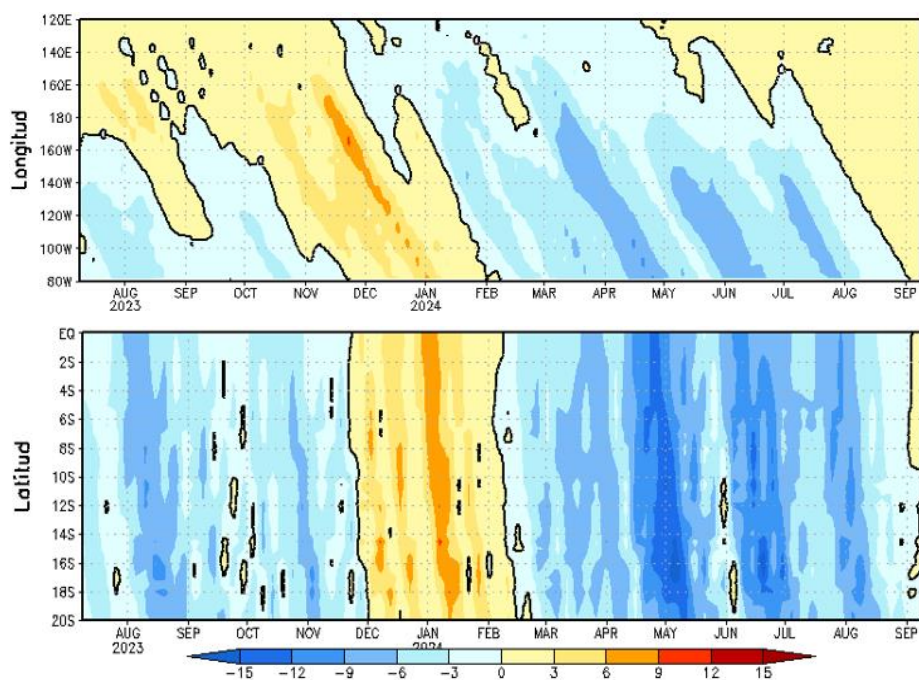 120E
140E
160E
180
160W
140W
120W
100W
80W
Longitud
AUG SEP OCT NOV DEC JAN FEB MAR APR MAY JUN JUL AUG SEP
2023 2024
EQ
2S
4S
6S
8S
10S
12S
14S
16S
18S
20S
Latitud
AUG SEP OCT NOV DEC JAN FEB MAR APR MAY JUN JUL AUG SEP
2023 2024
-15 -12 -9 -6 -3 0 3 6 9 12 15